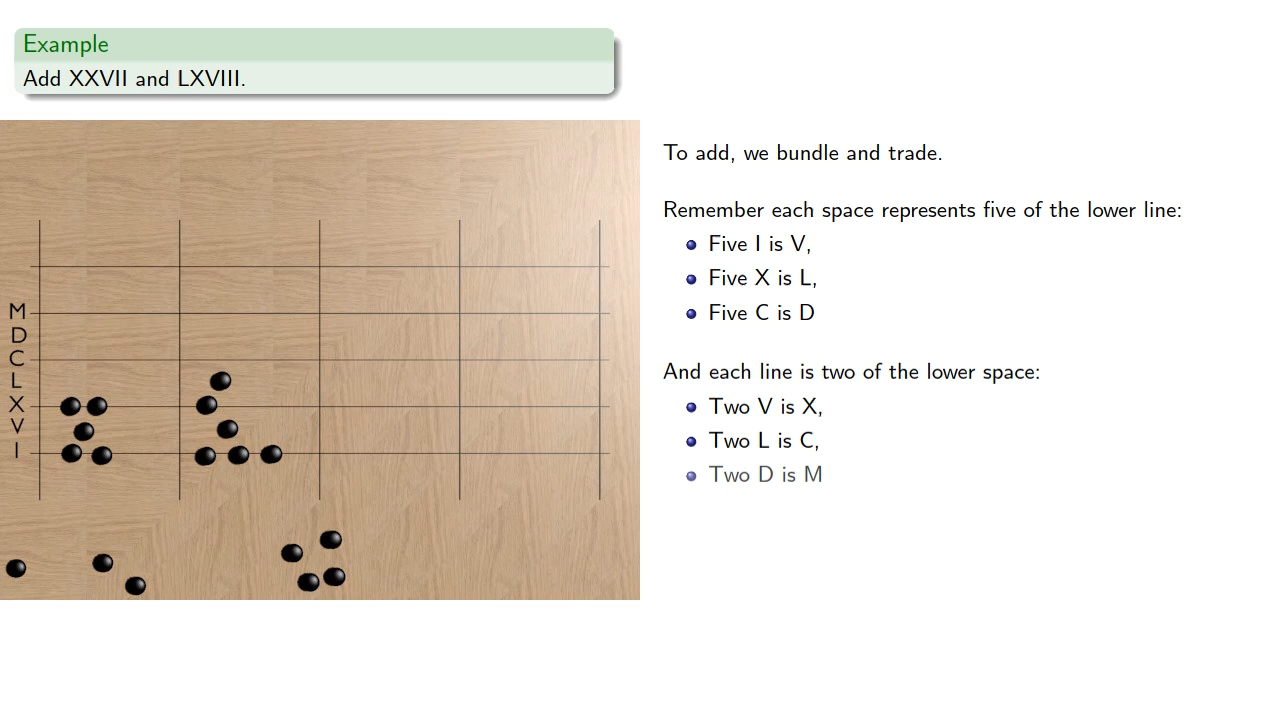 Example
Add XXVII and LXVIII.
M
D
C
L
X
V
I
To add, we bundle and trade.
Remember each space represents five of the lower line:
Five I is V,
Five X is L,
Five C is D
And each line is two of the lower space:
Two V is X,
Two L is C,
Two D is M